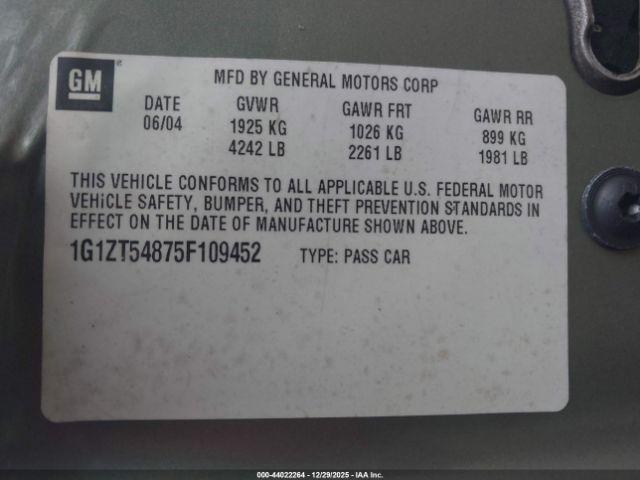 GM
MFD BY GENERAL MOTORS CORP
DATE GVWR GAWR FRT GAWR RR
06/04 1925 KG 1026 KG 899 KG
4242 LB 2261 LB 1981 LB
THIS VEHICLE CONFORMS TO ALL APPLICABLE U.S. FEDERAL MOTOR
VEHICLE SAFETY, BUMPER, AND THEFT PREVENTION STANDARDS IN
EFFECT ON THE DATE OF MANUFACTURE SHOWN ABOVE.
1G1ZT54875F109452 TYPE: PASS CAR
000-44022264 - 12/29/2025 - IAA Inc.